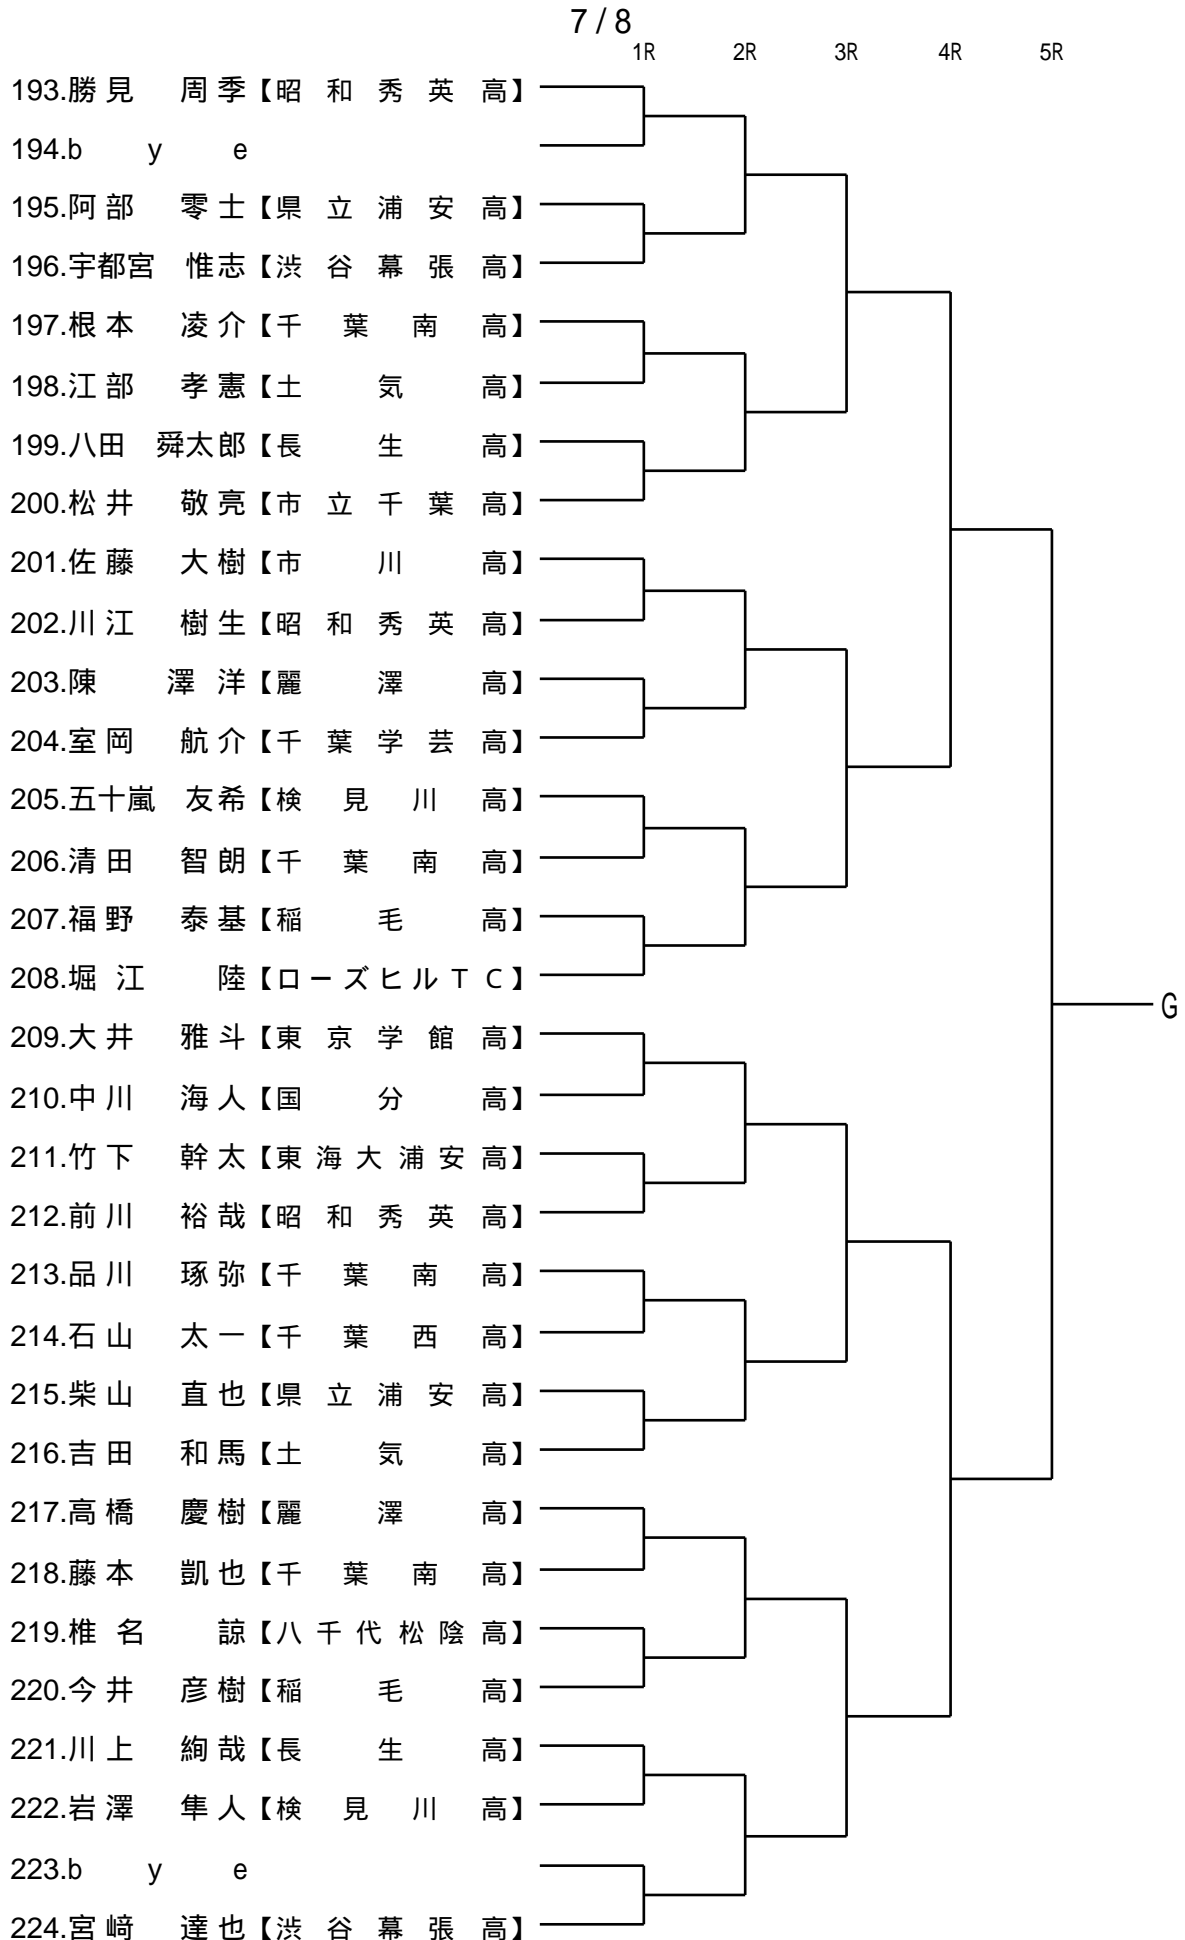 7 / 8
1R 2R 3R 4R 5R
193.勝見 周季【昭和秀英高】
194.bye
195.阿部 零士【県立浦安高】
196.宇都宮 惟志【渋谷幕張高】
197.根本 凌介【千葉南高】
198.江部 孝憲【土気高】
199.八田 舜太郎【長生高】
200.松井 敬亮【市立千葉高】
201.佐藤 大樹【市川高】
202.川江 樹生【昭和秀英高】
203.陳 澤洋【麗澤高】
204.室岡 航介【千葉学芸高】
205.五十嵐 友希【検見川高】
206.清田 智朗【千葉南高】
207.福野 泰基【稲毛高】
208.堀江 陸【ローズヒルTC】
G
209.大井 雅斗【東京学館高】
210.中川 海人【国分高】
211.竹下 幹太【東海大浦安高】
212.前川 裕哉【昭和秀英高】
213.品川 琢弥【千葉南高】
214.石山 太一【千葉西高】
215.柴山 直也【県立浦安高】
216.吉田 和馬【土気高】
217.高橋 慶樹【麗澤高】
218.藤本 凱也【千葉南高】
219.椎名 諒【八千代松陰高】
220.今井 彦樹【稲毛高】
221.川上 絢哉【長生高】
222.岩澤 隼人【検見川高】
223.bye
224.宮﨑 達也【渋谷幕張高】